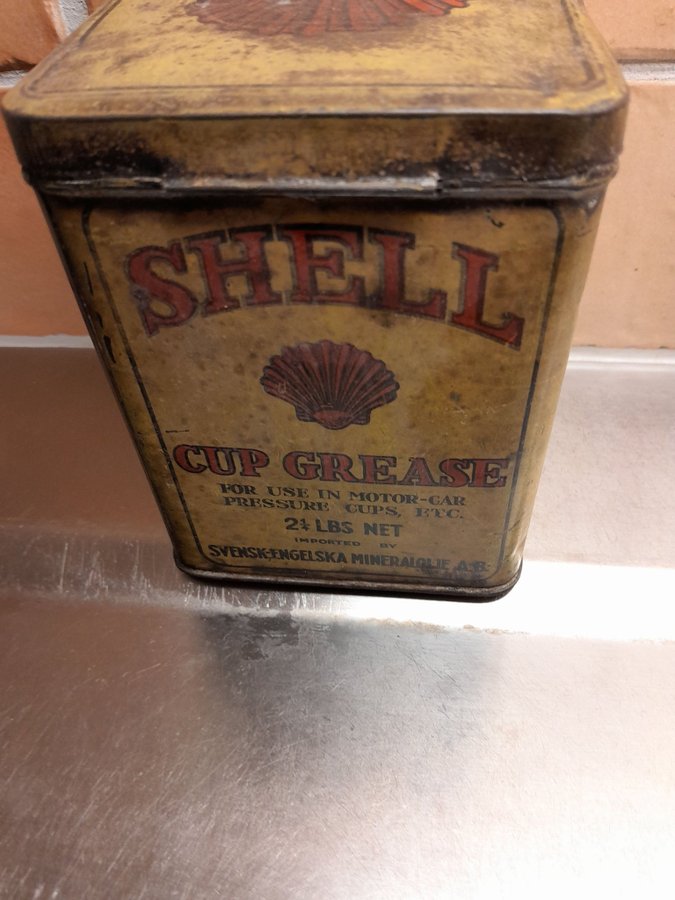 SHELL
CUP GREASE
FOR USE IN MOTOR-CAR
PRESSURE CUPS, ETC.
2¼ LBS NET
IMPORTED BY
SVENSK-ENGELSKA MINERALOLJE A.B.